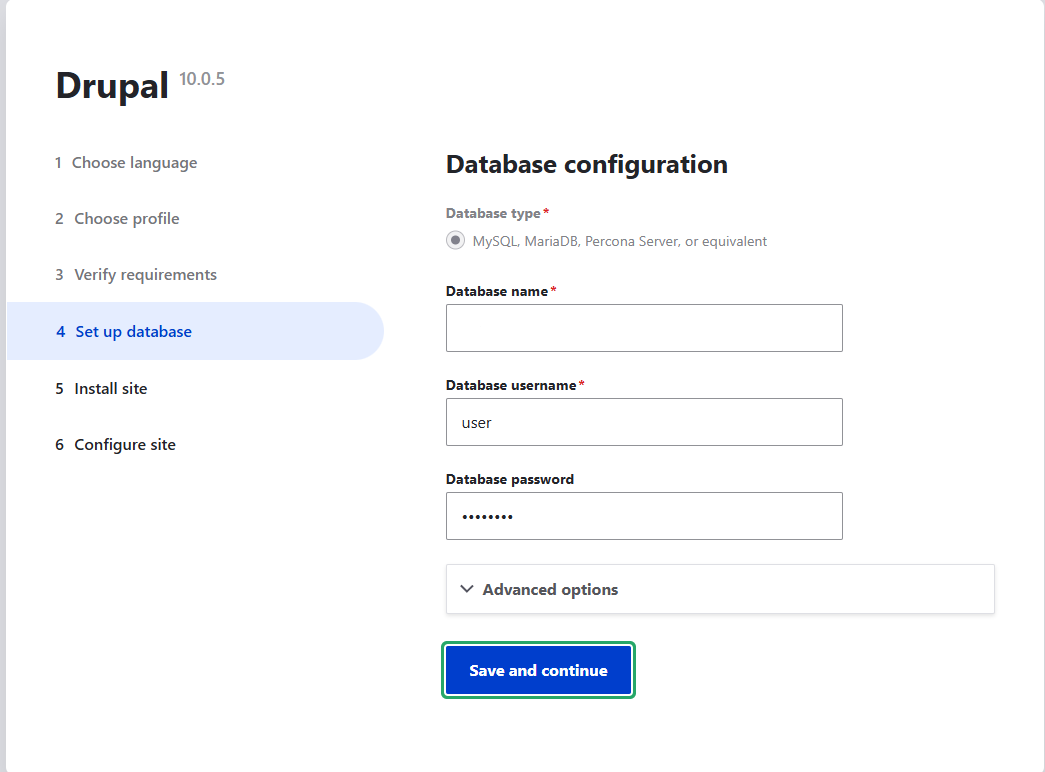 Drupal 10.0.5
1 Choose language
2 Choose profile
3 Verify requirements
4 Set up database
5 Install site
6 Configure site
Database configuration
Database type*
MySQL, MariaDB, Percona Server, or equivalent
Database name*
Database username*
user
Database password
••••••••
Advanced options
Save and continue